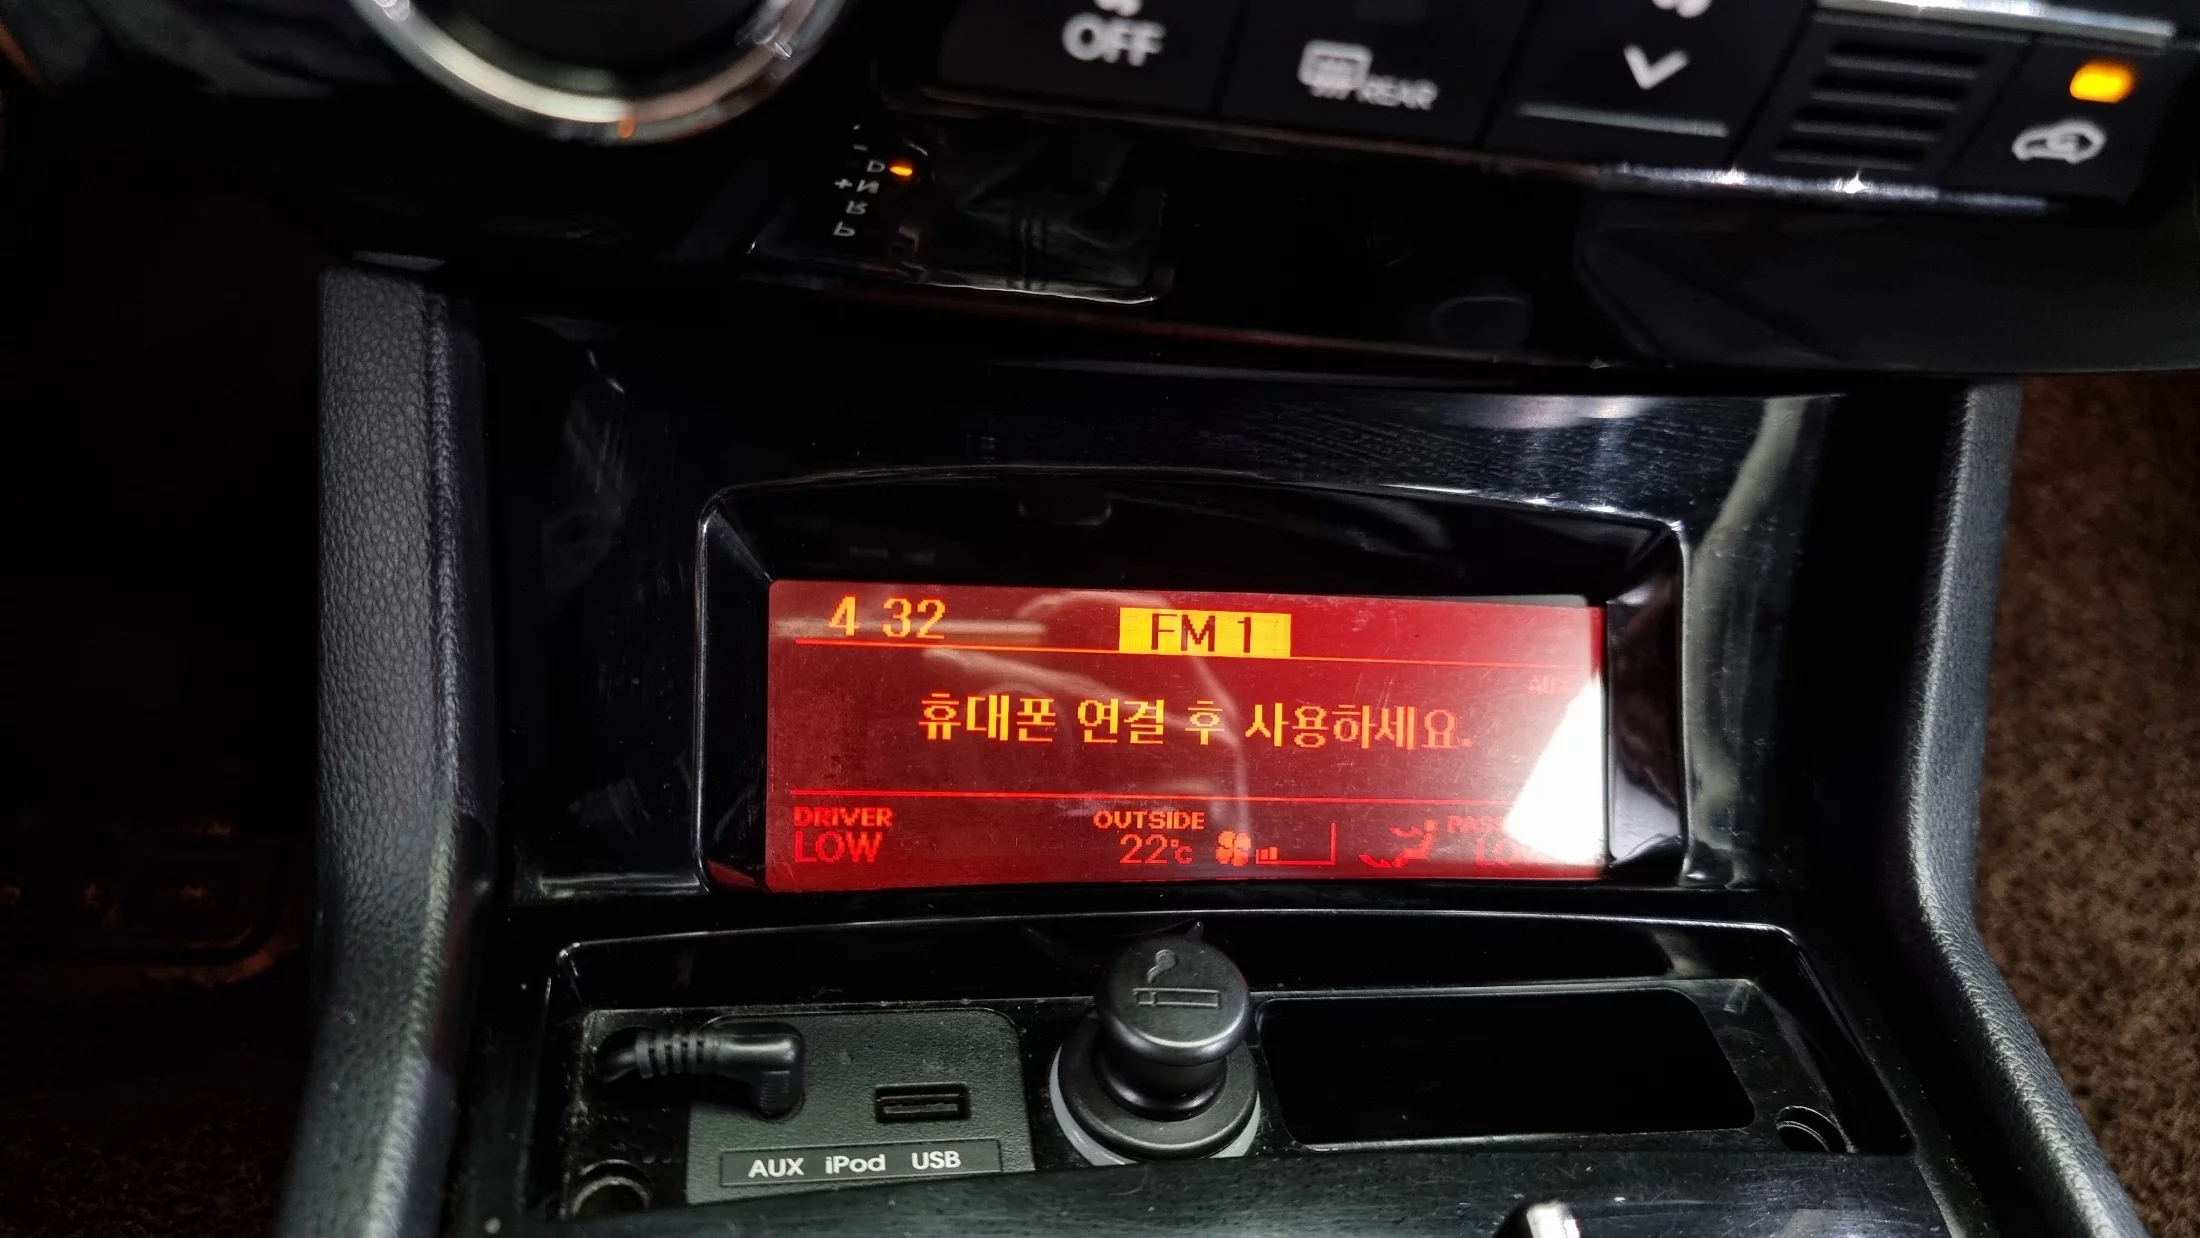 OFF
REAR
D
+ N
R
P
4 32 FM 1
AUX
휴대폰 연결 후 사용하세요.
DRIVER OUTSIDE
LOW 22℃
AUX iPod USB